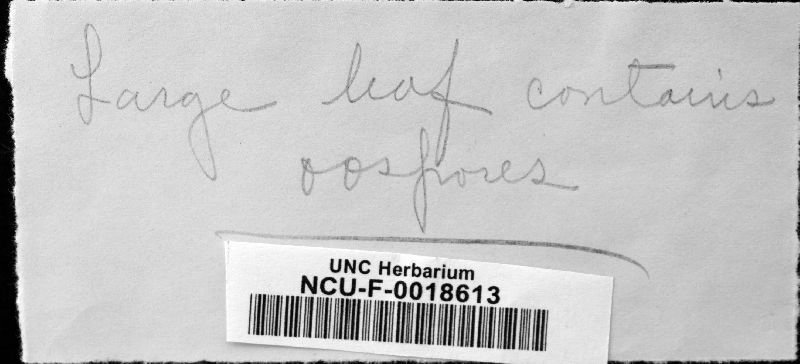 Large leaf contains
oospores
UNC Herbarium
NCU-F-0018613